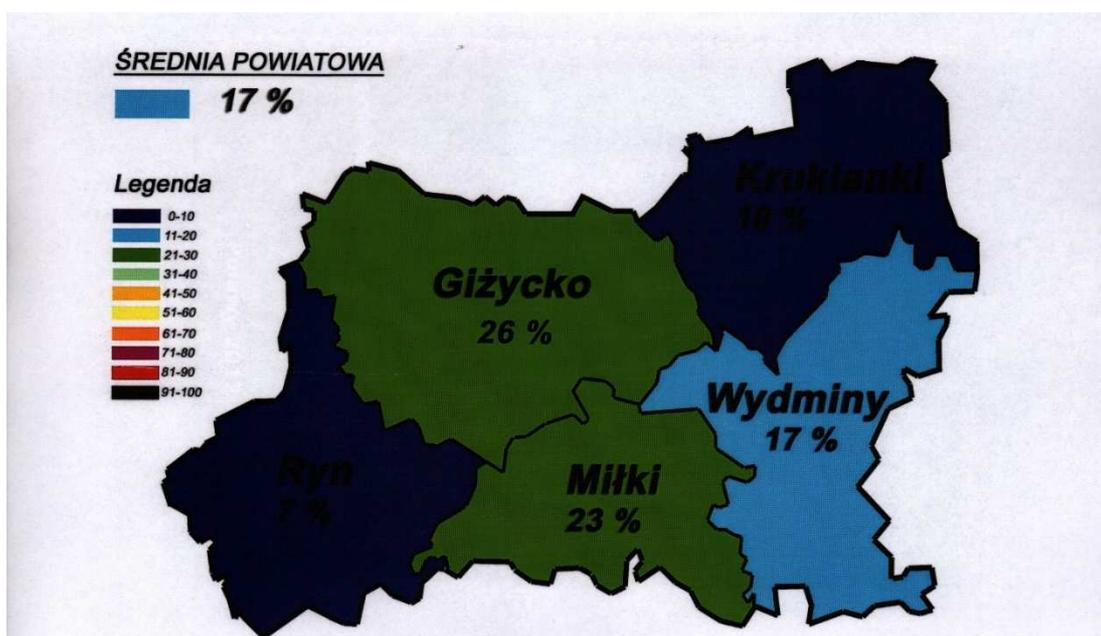 ŚREDNIA POWIATOWA
17 %
Legenda
0-10
11-20
21-30
31-40
41-50
51-60
61-70
71-80
81-90
91-100
Kruklanki
10 %
Giżycko
26 %
Wydminy
17 %
Ryn
7 %
Miłki
23 %